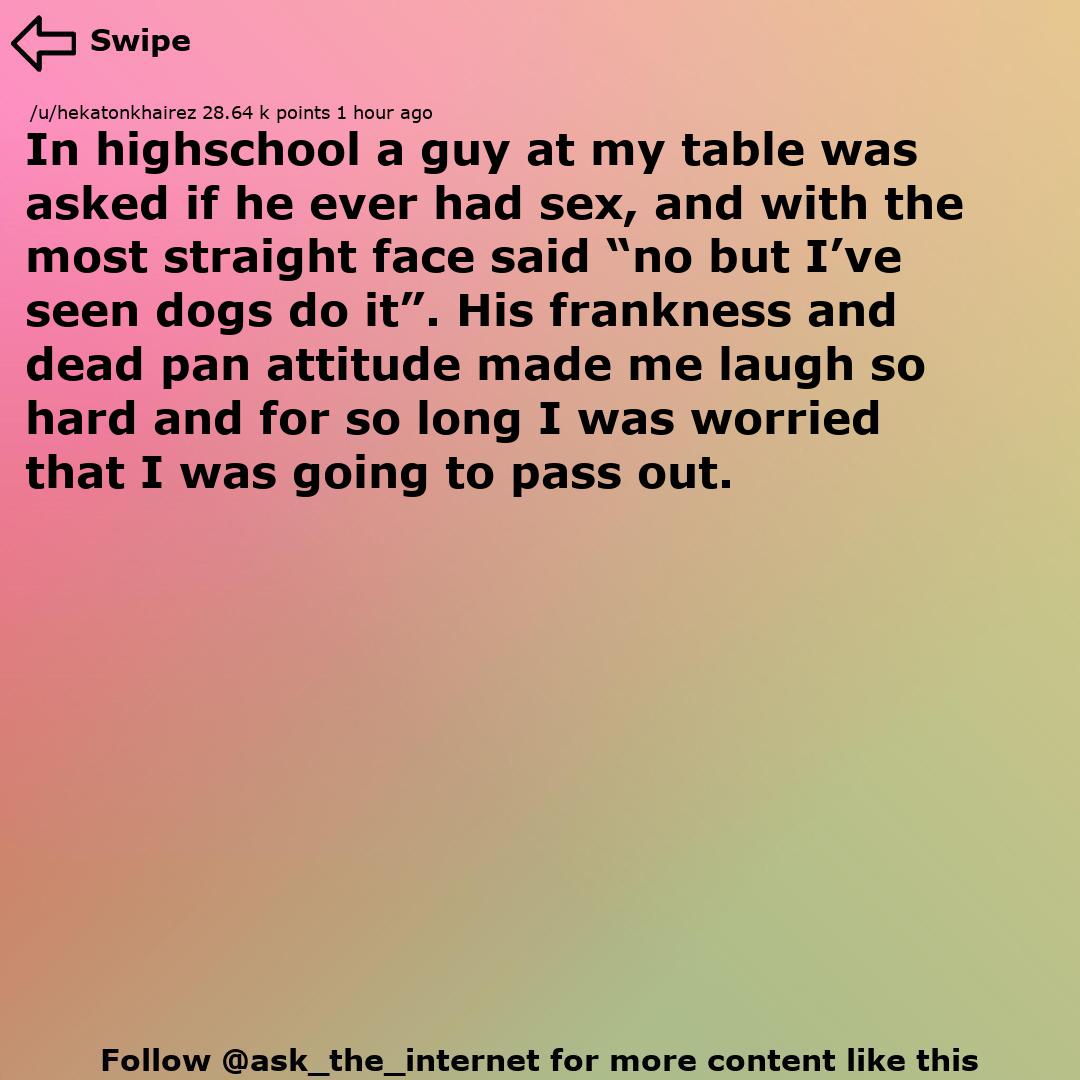 Swipe
/u/hekatonkhairez 28.64 k points 1 hour ago
In highschool a guy at my table was
asked if he ever had sex, and with the
most straight face said “no but I’ve
seen dogs do it”. His frankness and
dead pan attitude made me laugh so
hard and for so long I was worried
that I was going to pass out.
Follow @ask_the_internet for more content like this